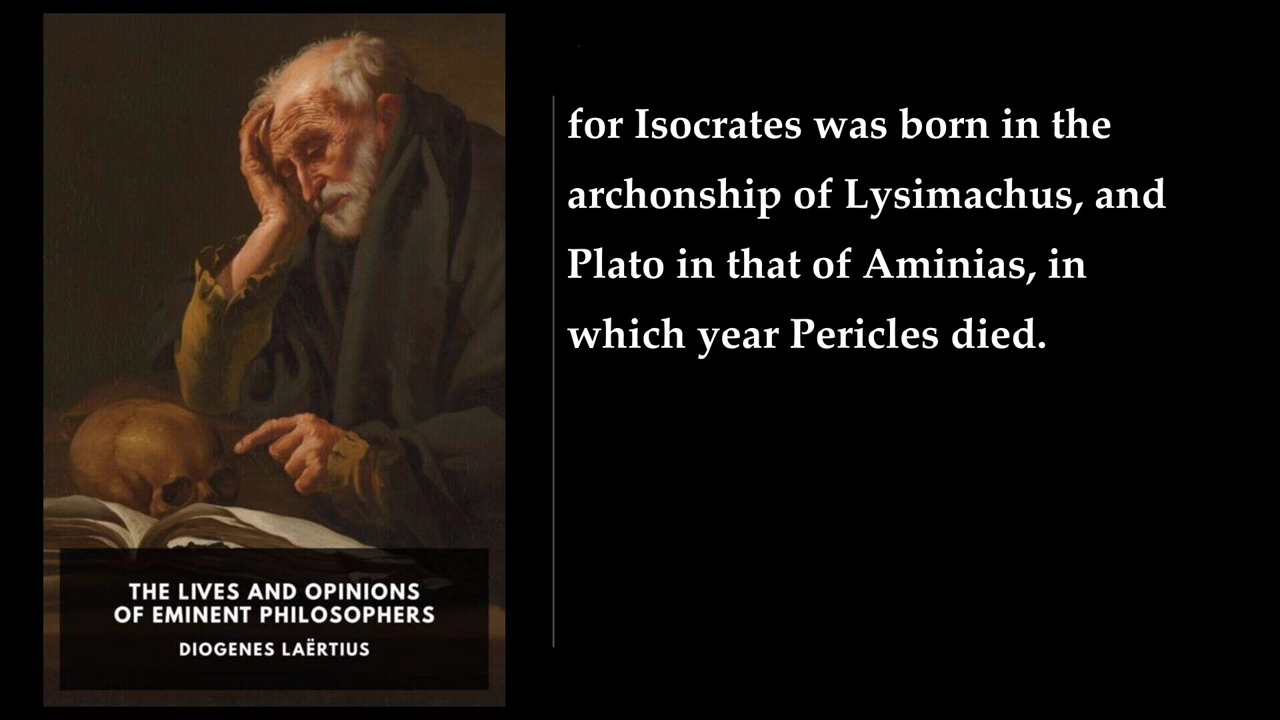 for Isocrates was born in the
archonship of Lysimachus, and
Plato in that of Aminias, in
which year Pericles died.
THE LIVES AND OPINIONS
OF EMINENT PHILOSOPHERS
DIOGENES LAËRTIUS